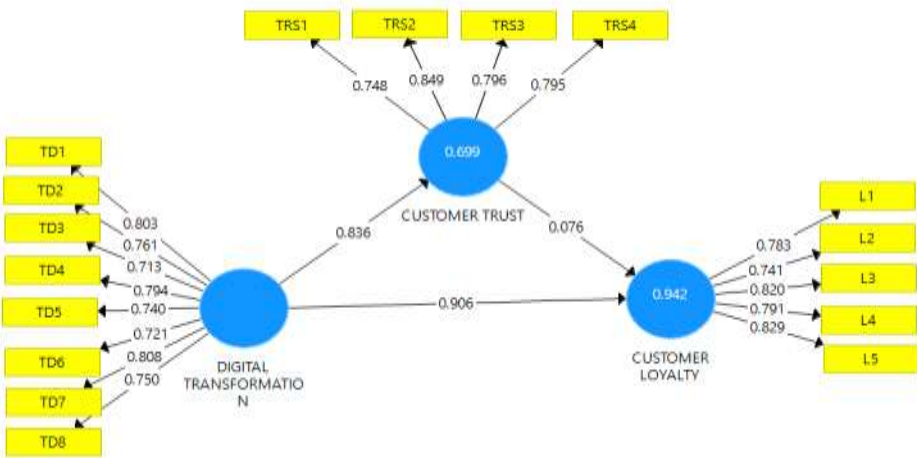 TRS1
TRS2
TRS3
TRS4
0.748
0.849
0.796
0.795
0.699
CUSTOMER TRUST
TD1
TD2
TD3
TD4
TD5
TD6
TD7
TD8
0.803
0.761
0.713
0.794
0.740
0.721
0.808
0.750
0.836
0.076
0.906
DIGITAL
TRANSFORMATIO
N
0.942
CUSTOMER
LOYALTY
0.783
0.741
0.820
0.791
0.829
L1
L2
L3
L4
L5